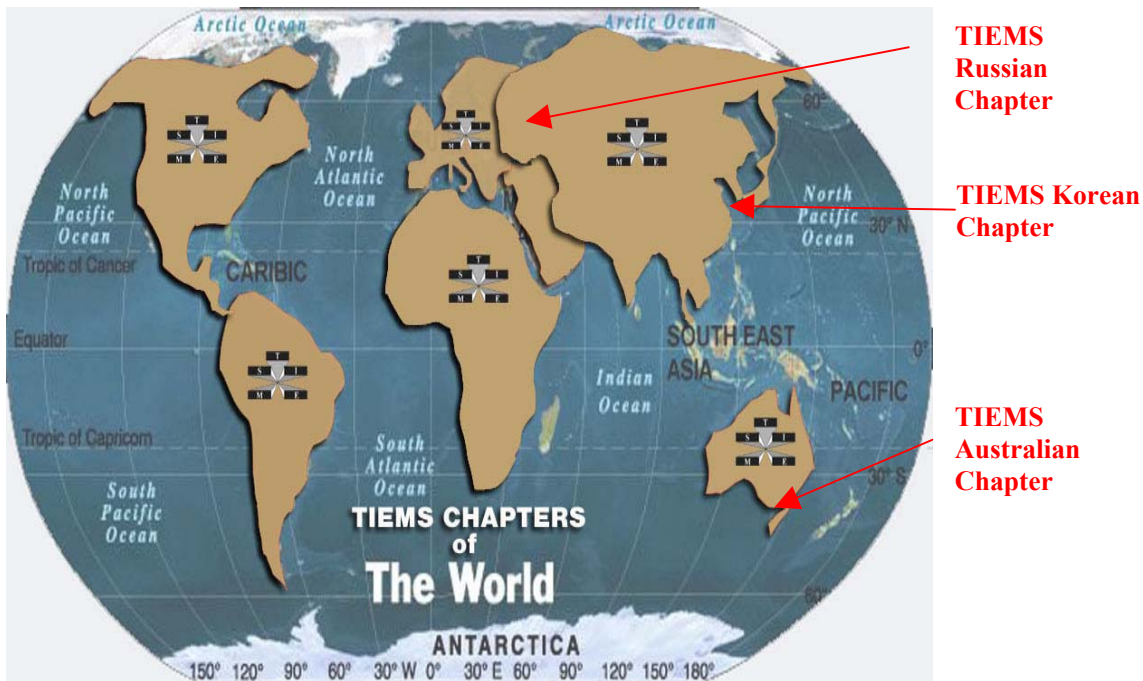 Arctic Ocean
Arctic Ocean
TIEMS
Russian
Chapter
60°
T
S I
M E
T
S I
M E
T
S I
M E
North
Pacific
Ocean
North
Atlantic
Ocean
North
Pacific
Ocean
TIEMS Korean
Chapter
30° N
Tropic of Cancer
CARIBIC
T
S I
M E
Equator
SOUTH EAST
ASIA
0°
T
S I
M E
Indian
Ocean
PACIFIC
TIEMS
Australian
Chapter
T
S I
M E
Tropic of Capricorn
South
Atlantic
Ocean
30° S
South
Pacific
Ocean
TIEMS CHAPTERS
of
The World
60°
ANTARCTICA
150° 120° 90° 60° 30° W 0° 30° E 60° 90° 120° 150° 180°